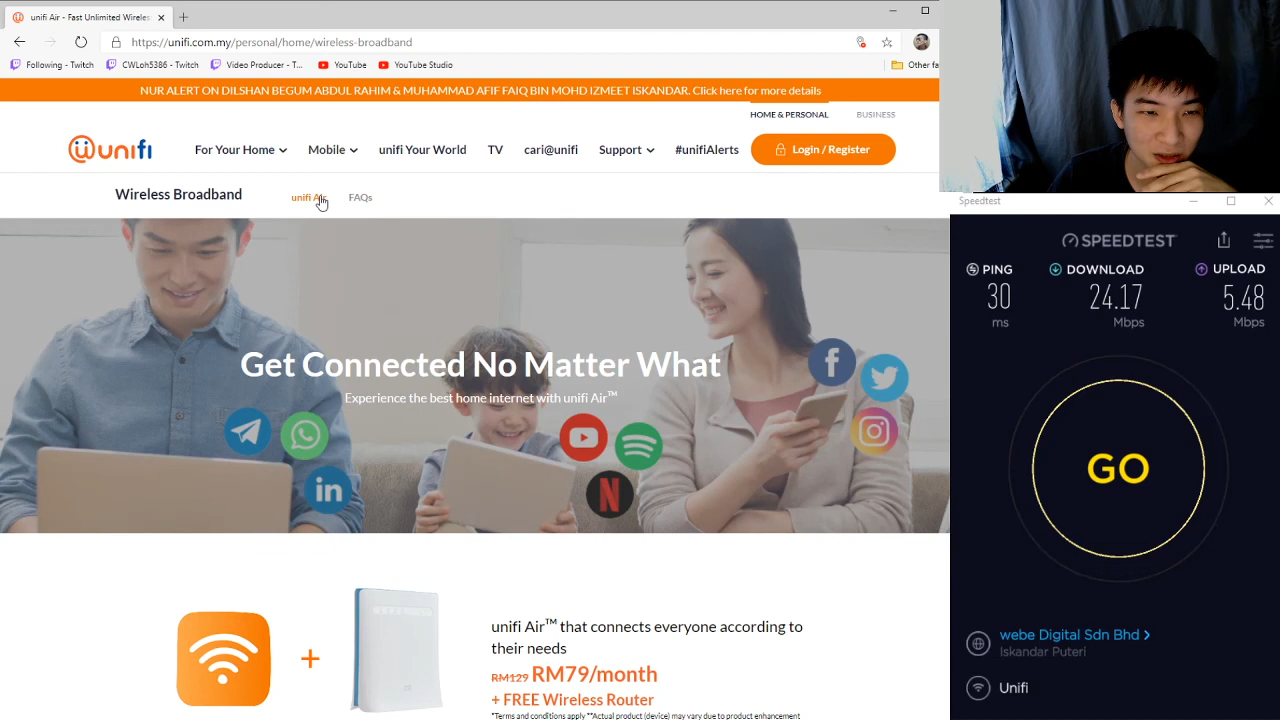 unifi Air - Fast Unlimited Wireles
https://unifi.com.my/personal/home/wireless-broadband
Following - Twitch
CWLoh5386 - Twitch
Video Producer - T...
YouTube
YouTube Studio
Other fa
NUR ALERT ON DILSHAN BEGUM ABDUL RAHIM & MUHAMMAD AFIF FAIQ BIN MOHD IZMEET ISKANDAR. Click here for more details
HOME & PERSONAL
BUSINESS
unifi
For Your Home
Mobile
unifi Your World
TV
cari@unifi
Support
#unifiAlerts
Login / Register
Wireless Broadband
unifi Air
FAQs
Get Connected No Matter What
Experience the best home internet with unifi Air™
in
N
unifi Air™ that connects everyone according to
their needs
RM129 RM79/month
+ FREE Wireless Router
*Terms and conditions apply **Actual product (device) may vary due to product enhancement
Speedtest
SPEEDTEST
PING
30
ms
DOWNLOAD
24.17
Mbps
UPLOAD
5.48
Mbps
GO
webe Digital Sdn Bhd
Iskandar Puteri
Unifi